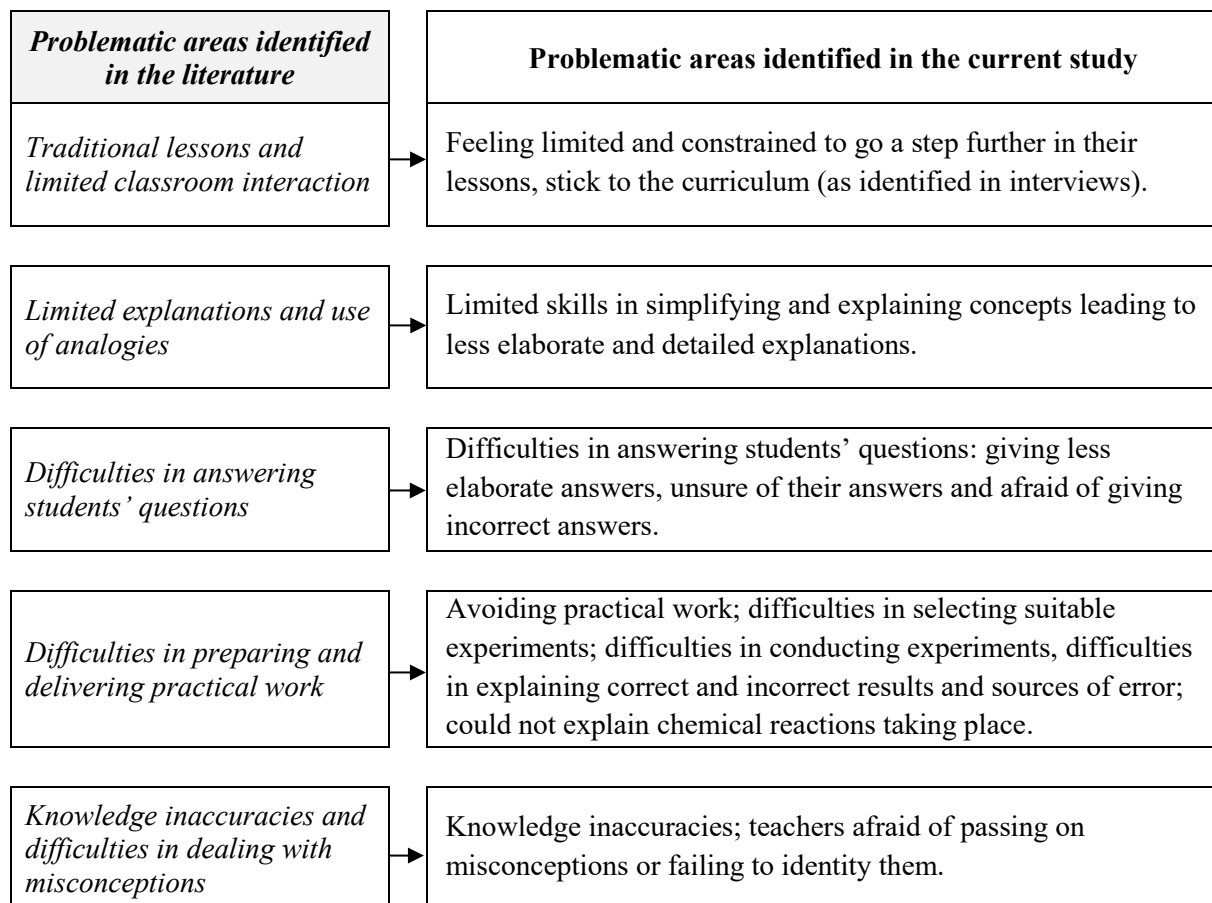 Problematic areas identified
in the literature
Problematic areas identified in the current study
Traditional lessons and
limited classroom interaction
Feeling limited and constrained to go a step further in their
lessons, stick to the curriculum (as identified in interviews).
Limited explanations and use
of analogies
Limited skills in simplifying and explaining concepts leading to
less elaborate and detailed explanations.
Difficulties in answering
students’ questions
Difficulties in answering students’ questions: giving less
elaborate answers, unsure of their answers and afraid of giving
incorrect answers.
Difficulties in preparing and
delivering practical work
Avoiding practical work; difficulties in selecting suitable
experiments; difficulties in conducting experiments, difficulties
in explaining correct and incorrect results and sources of error;
could not explain chemical reactions taking place.
Knowledge inaccuracies and
difficulties in dealing with
misconceptions
Knowledge inaccuracies; teachers afraid of passing on
misconceptions or failing to identity them.